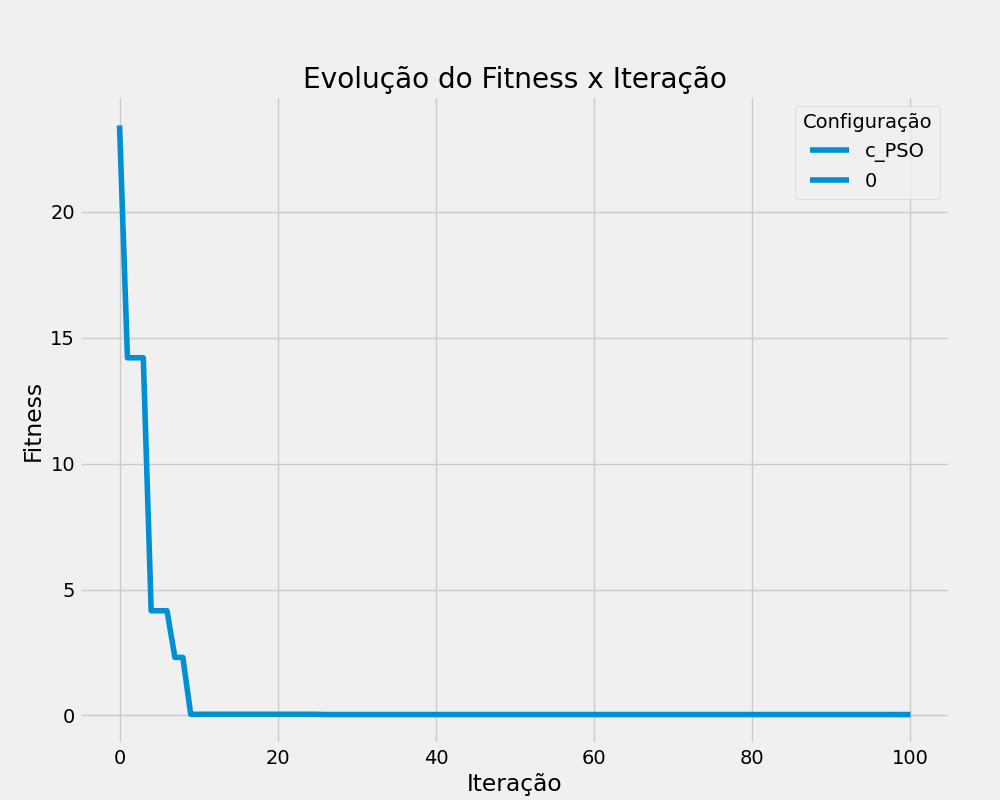 Evolução do Fitness x Iteração
Configuração
c_PSO
0
Fitness
20
15
10
5
0
0 20 40 60 80 100
Iteração